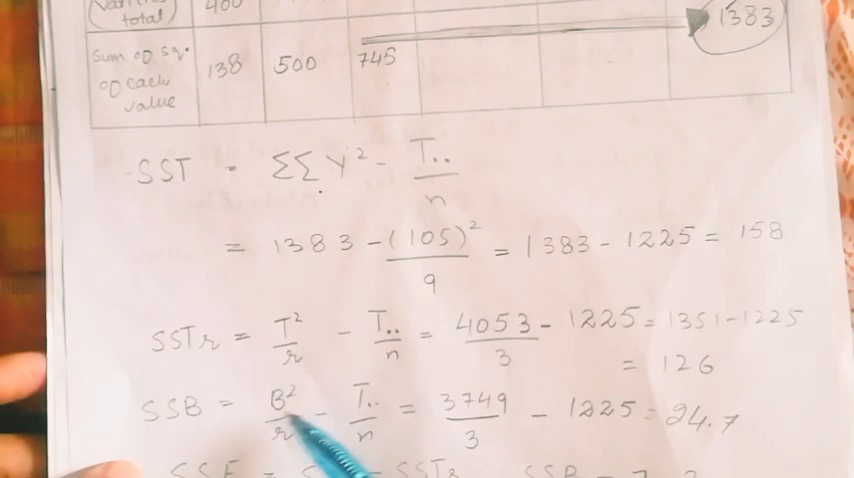 total) 400 1383
Sum of sq. 138 500 745
of each
value
SST = ΣΣ Y² - T../n
= 1383 - (105)²/9 = 1383 - 1225 = 158
SSTr = T²/r - T../n = 4053/3 - 1225 = 1351 - 1225
= 126
SSB = B²/r - T../n = 3749/3 - 1225 = 24.7